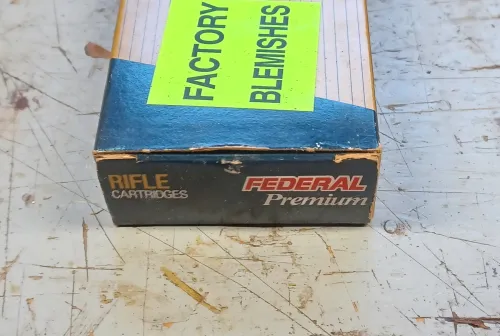 FACTORY
BLEMISHES
RIFLE
CARTRIDGES
FEDERAL
Premium